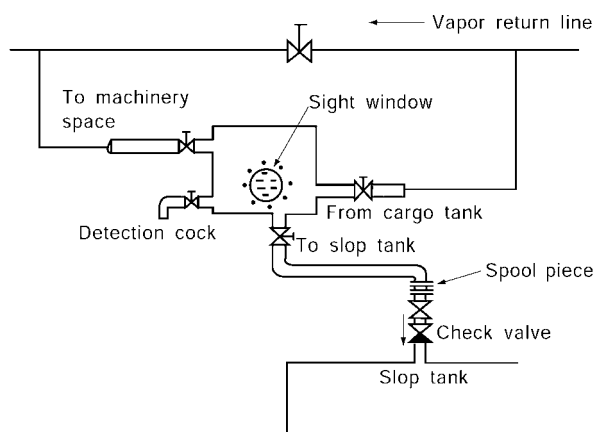 Vapor return line
To machinery
space
Sight window
From cargo tank
Detection cock
To slop tank
Spool piece
Check valve
Slop tank